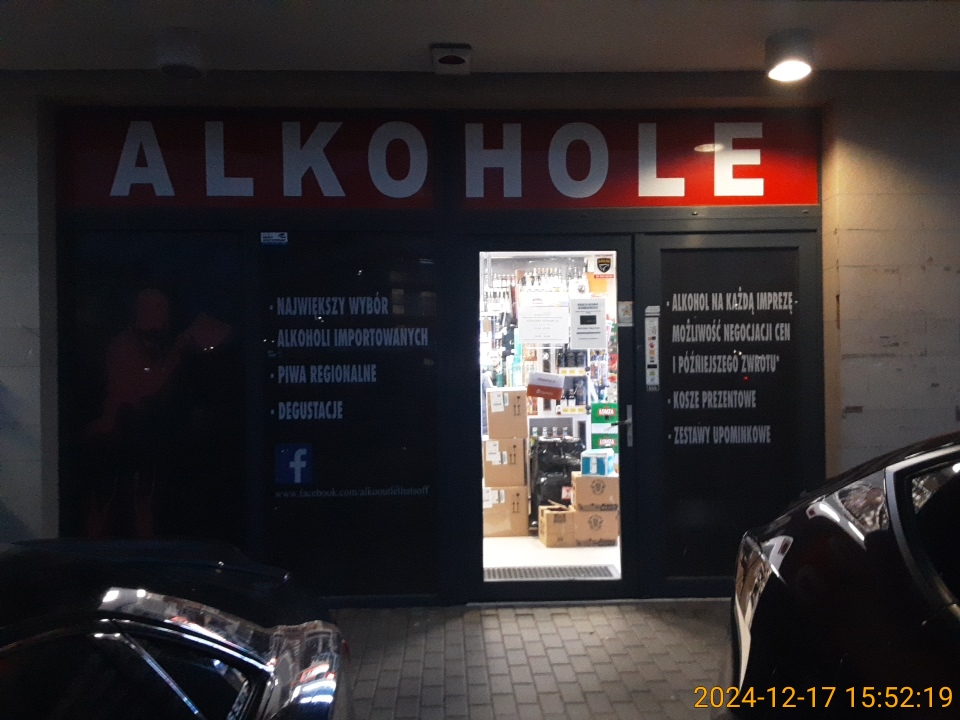 ALKOHOLE
· NAJWIĘKSZY WYBÓR
ALKOHOLI IMPORTOWANYCH
· PIWA REGIONALNE
· DEGUSTACJE
f
· ALKOHOL NA KAŻDĄ IMPREZĘ -
MOŻLIWOŚĆ NEGOCJACJI CEN
I PÓŹNIEJSZEGO ZWROTU*
· KOSZE PREZENTOWE
· ZESTAWY UPOMINKOWE
2024-12-17 15:52:19